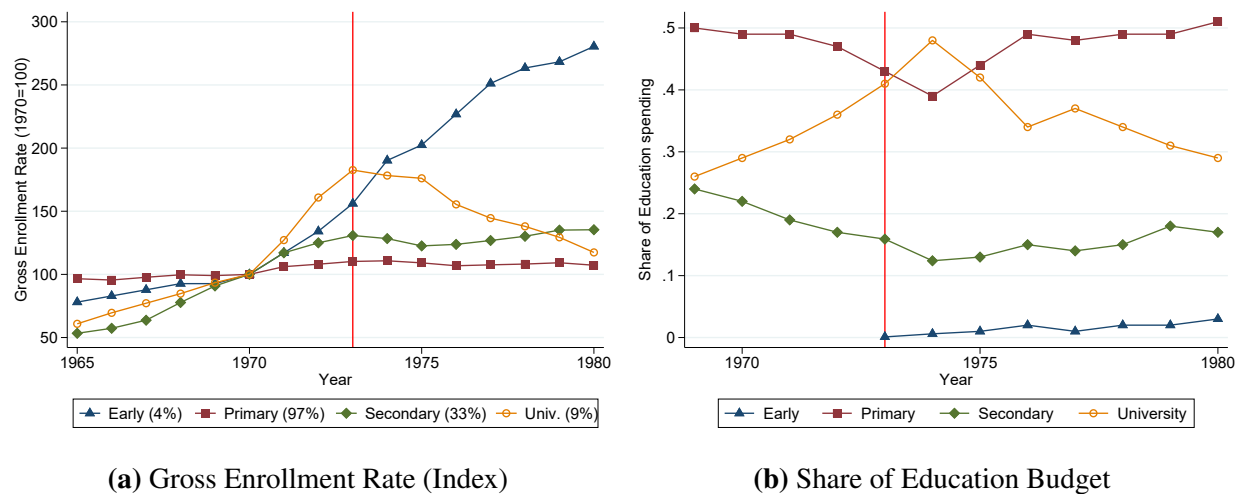 Gross Enrollment Rate (1970=100)
300
250
200
150
100
50
1965
1970
1975
1980
Year
Early (4%) Primary (97%) Secondary (33%) Univ. (9%)
(a) Gross Enrollment Rate (Index)
Share of Education spending
.5
.4
.3
.2
.1
0
1970
1975
1980
Year
Early Primary Secondary University
(b) Share of Education Budget